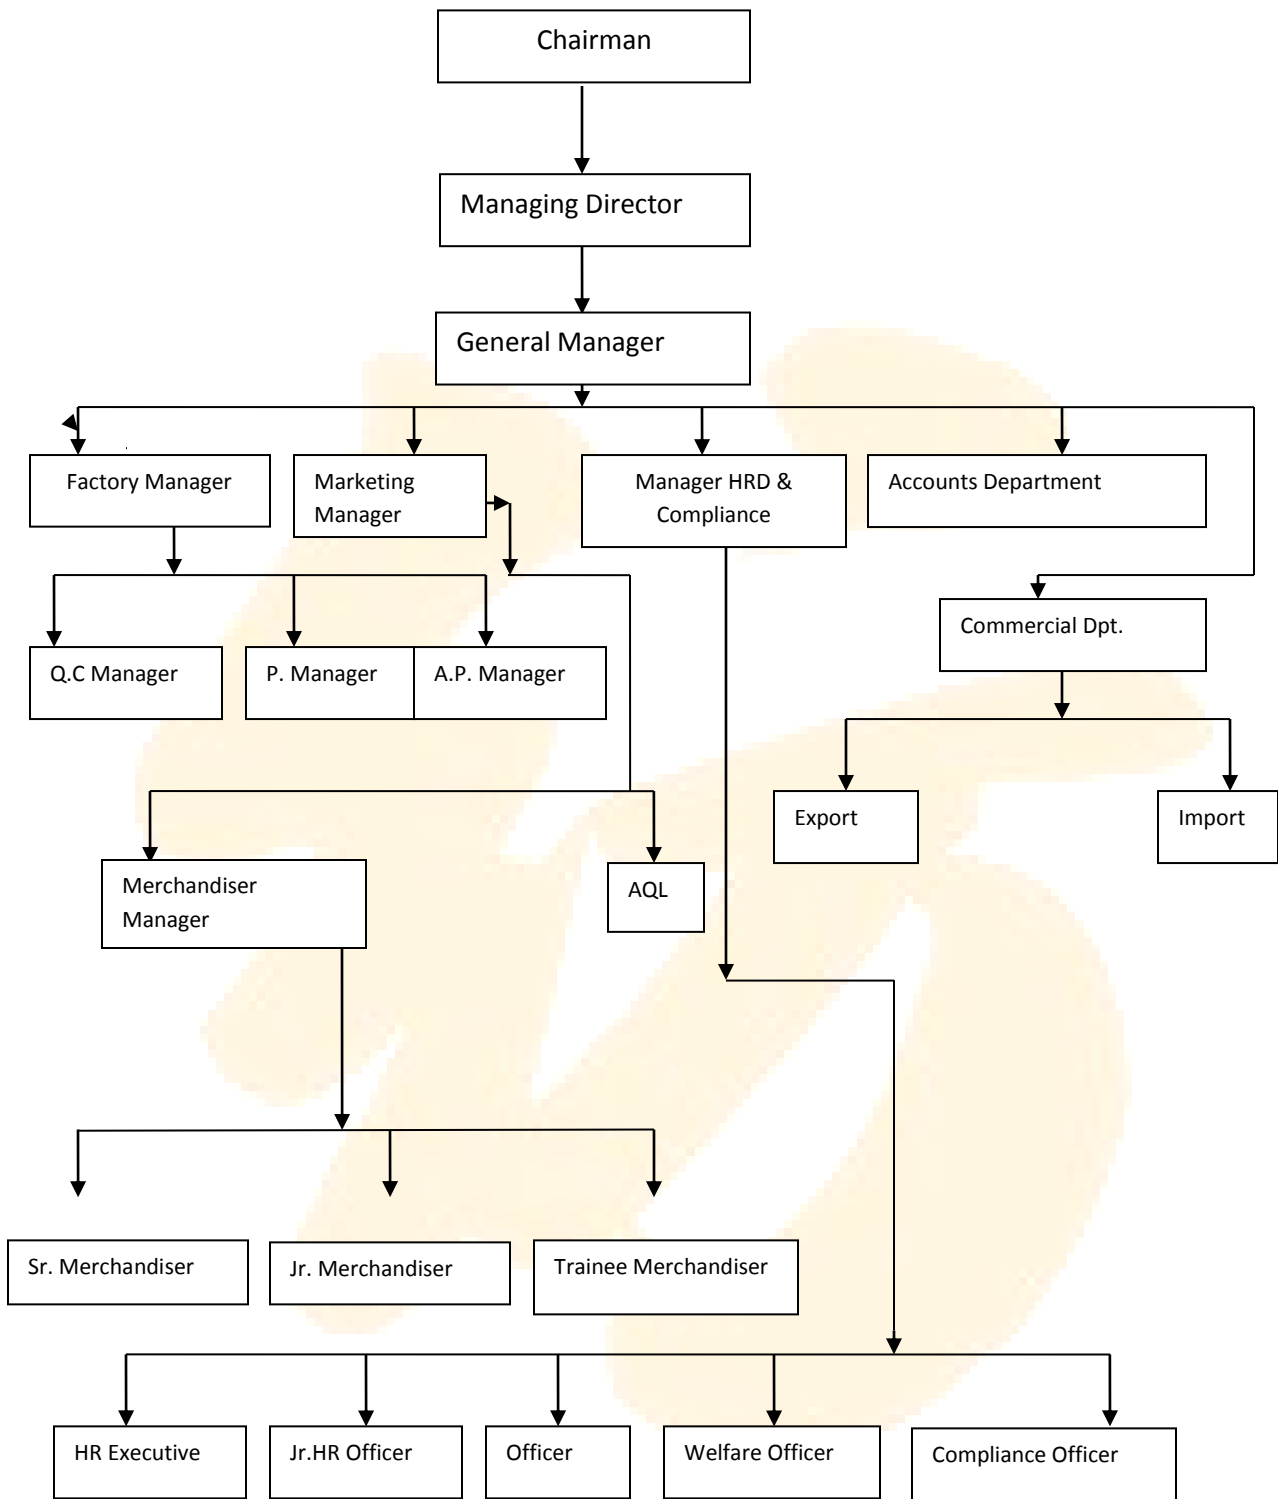 Chairman
Managing Director
General Manager
Factory Manager
Marketing
Manager
Manager HRD &
Compliance
Accounts Department
Commercial Dpt.
Q.C Manager
P. Manager
A.P. Manager
Export
Import
Merchandiser
Manager
AQL
Sr. Merchandiser
Jr. Merchandiser
Trainee Merchandiser
HR Executive
Jr.HR Officer
Officer
Welfare Officer
Compliance Officer